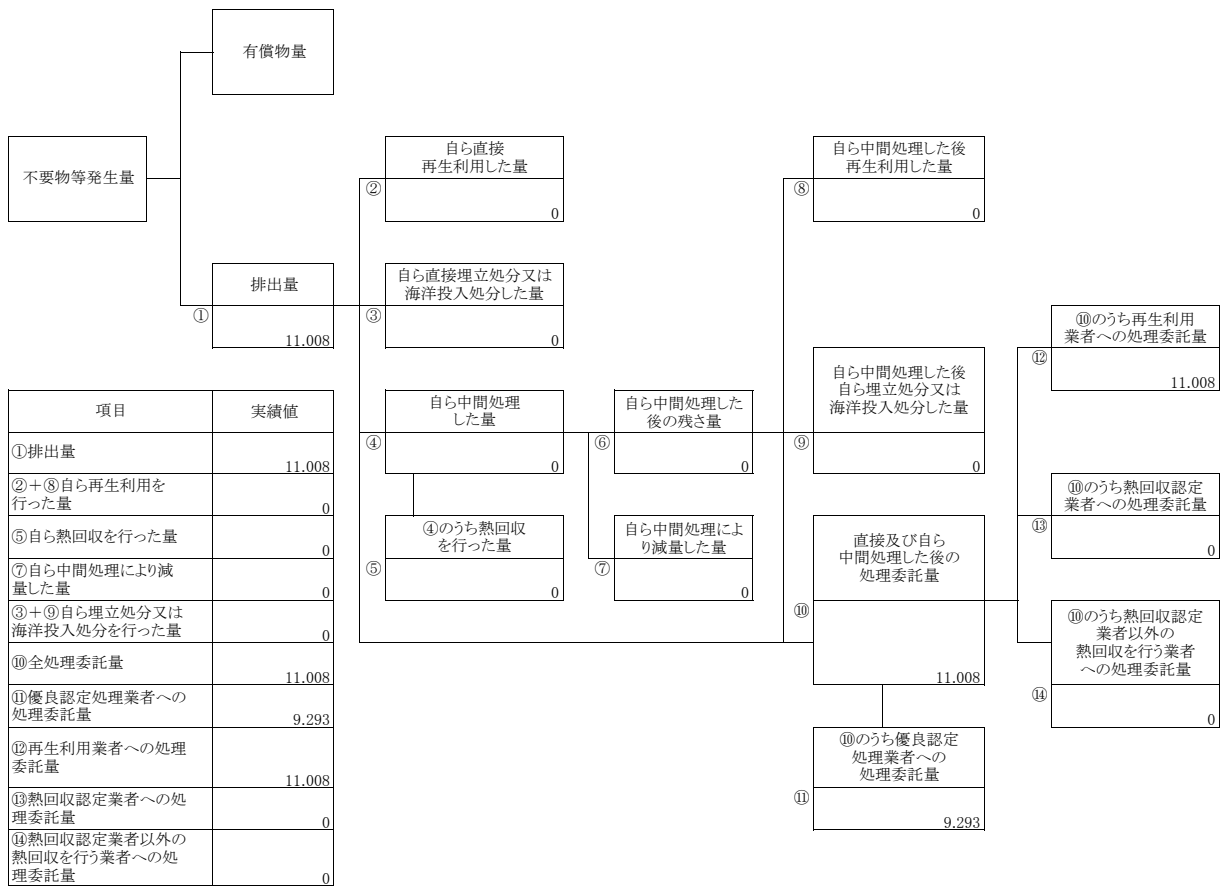 有償物量
不要物等発生量
排出量
①
11.008
自ら直接
再生利用した量
②
0
自ら直接埋立処分又は
海洋投入処分した量
③
0
自ら中間処理
した量
④
0
④のうち熱回収
を行った量
⑤
0
自ら中間処理した
後の残さ量
⑥
0
自ら中間処理によ
り減量した量
⑦
0
自ら中間処理した後
再生利用した量
⑧
0
自ら中間処理した後
自ら埋立処分又は
海洋投入処分した量
⑨
0
直接及び自ら
中間処理した後の
処理委託量
⑩
11.008
⑩のうち優良認定
処理業者への
処理委託量
⑪
9.293
⑩のうち再生利用
業者への処理委託量
⑫
11.008
⑩のうち熱回収認定
業者への処理委託量
⑬
0
⑩のうち熱回収認定
業者以外の
熱回収を行う業者
への処理委託量
⑭
0
項目 実績値
①排出量
11.008
②+⑧自ら再生利用を
行った量
0
⑤自ら熱回収を行った量
0
⑦自ら中間処理により減
量した量
0
③+⑨自ら埋立処分又は
海洋投入処分を行った量
0
⑩全処理委託量
11.008
⑪優良認定処理業者への
処理委託量
9.293
⑫再生利用業者への処理
委託量
11.008
⑬熱回収認定業者への処
理委託量
0
⑭熱回収認定業者以外の
熱回収を行う業者への処
理委託量
0